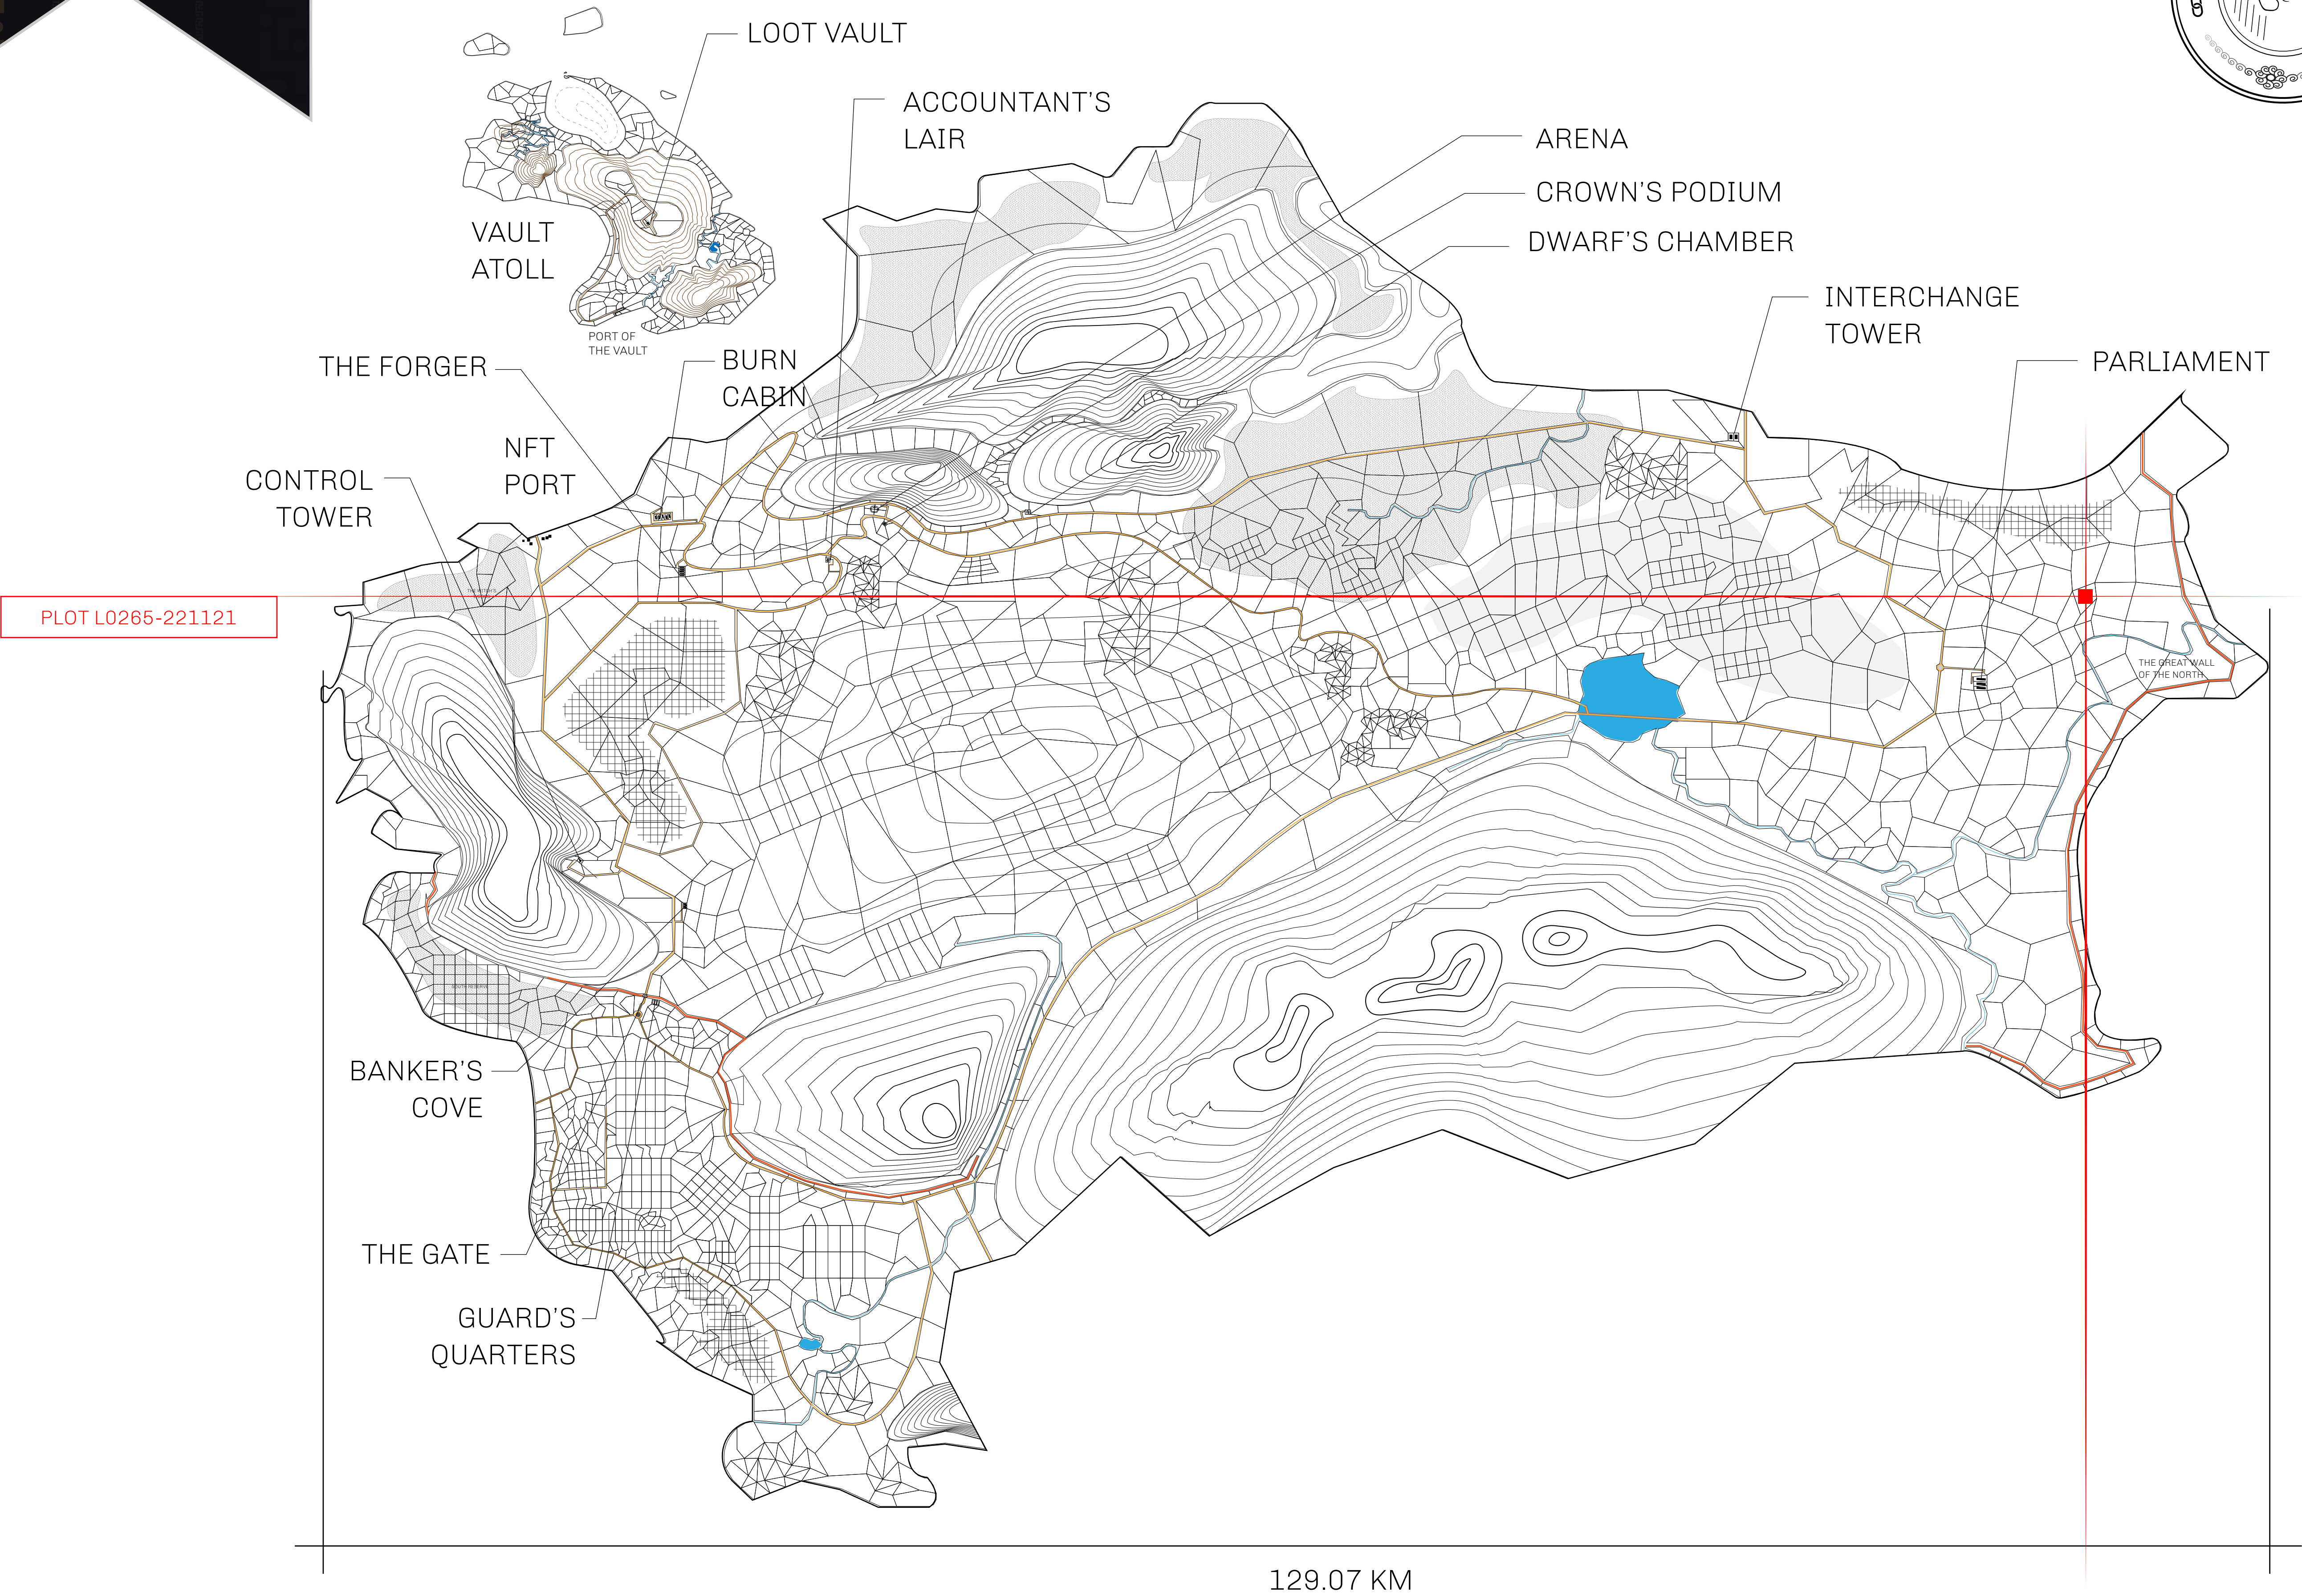 LOOT VAULT
ACCOUNTANT'S
LAIR
ARENA
CROWN'S PODIUM
DWARF'S CHAMBER
VAULT
ATOLL
INTERCHANGE
TOWER
PORT OF
THE VAULT
THE FORGER
BURN
CABIN
PARLIAMENT
NFT
PORT
CONTROL
TOWER
PLOT L0265-221121
THE GREAT WALL
OF THE NORTH
SOUTH RESERVE
BANKER'S
COVE
THE GATE
GUARD'S
QUARTERS
129.07 KM